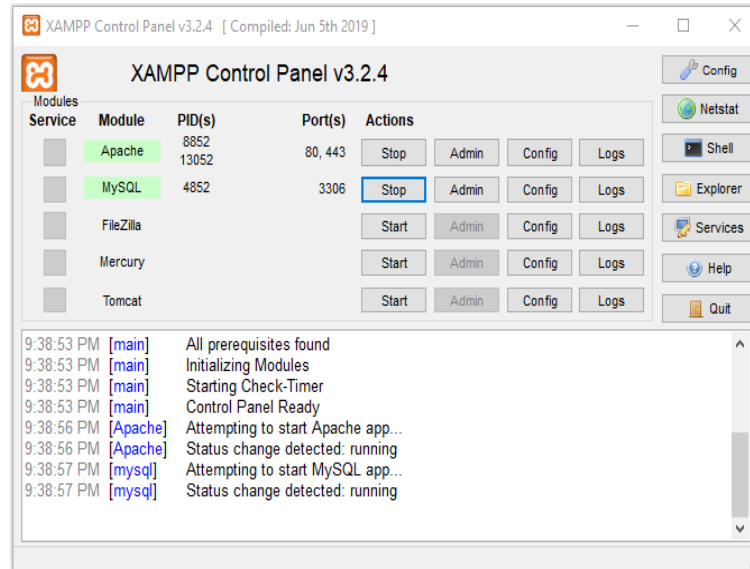 XAMPP Control Panel v3.2.4 [ Compiled: Jun 5th 2019 ]
XAMPP Control Panel v3.2.4
Config
Modules
Service Module PID(s) Port(s) Actions
Netstat
Apache 8852 13052 80, 443 Stop Admin Config Logs
Shell
MySQL 4852 3306 Stop Admin Config Logs
Explorer
FileZilla Start Admin Config Logs
Services
Mercury Start Admin Config Logs
Help
Tomcat Start Admin Config Logs
Quit
9:38:53 PM [main] All prerequisites found
9:38:53 PM [main] Initializing Modules
9:38:53 PM [main] Starting Check-Timer
9:38:53 PM [main] Control Panel Ready
9:38:56 PM [Apache] Attempting to start Apache app...
9:38:56 PM [Apache] Status change detected: running
9:38:57 PM [mysql] Attempting to start MySQL app...
9:38:57 PM [mysql] Status change detected: running